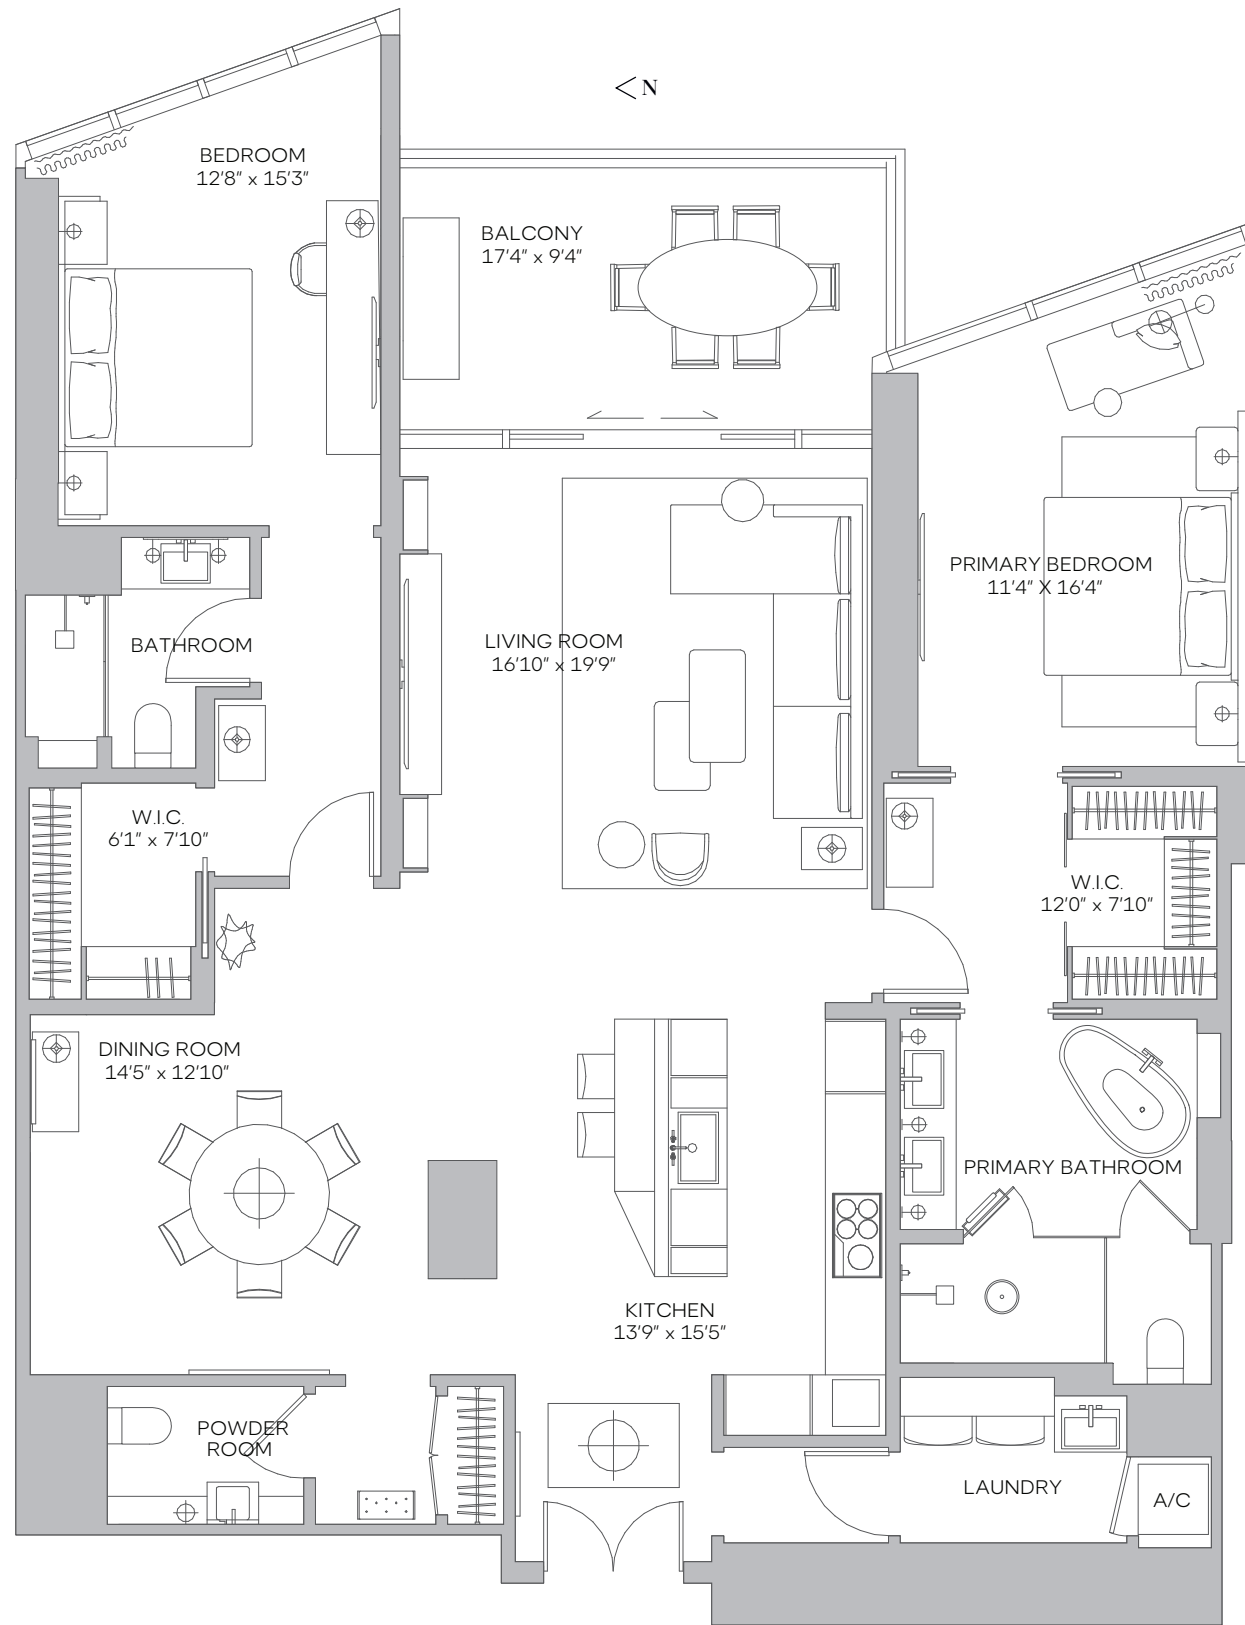 N
BEDROOM
12'8" x 15'3"
BALCONY
17'4" x 9'4"
PRIMARY BEDROOM
11'4" X 16'4"
BATHROOM
LIVING ROOM
16'10" x 19'9"
W.I.C.
6'1" x 7'10"
W.I.C.
12'0" x 7'10"
DINING ROOM
14'5" x 12'10"
PRIMARY BATHROOM
KITCHEN
13'9" x 15'5"
POWDER
ROOM
LAUNDRY
A/C